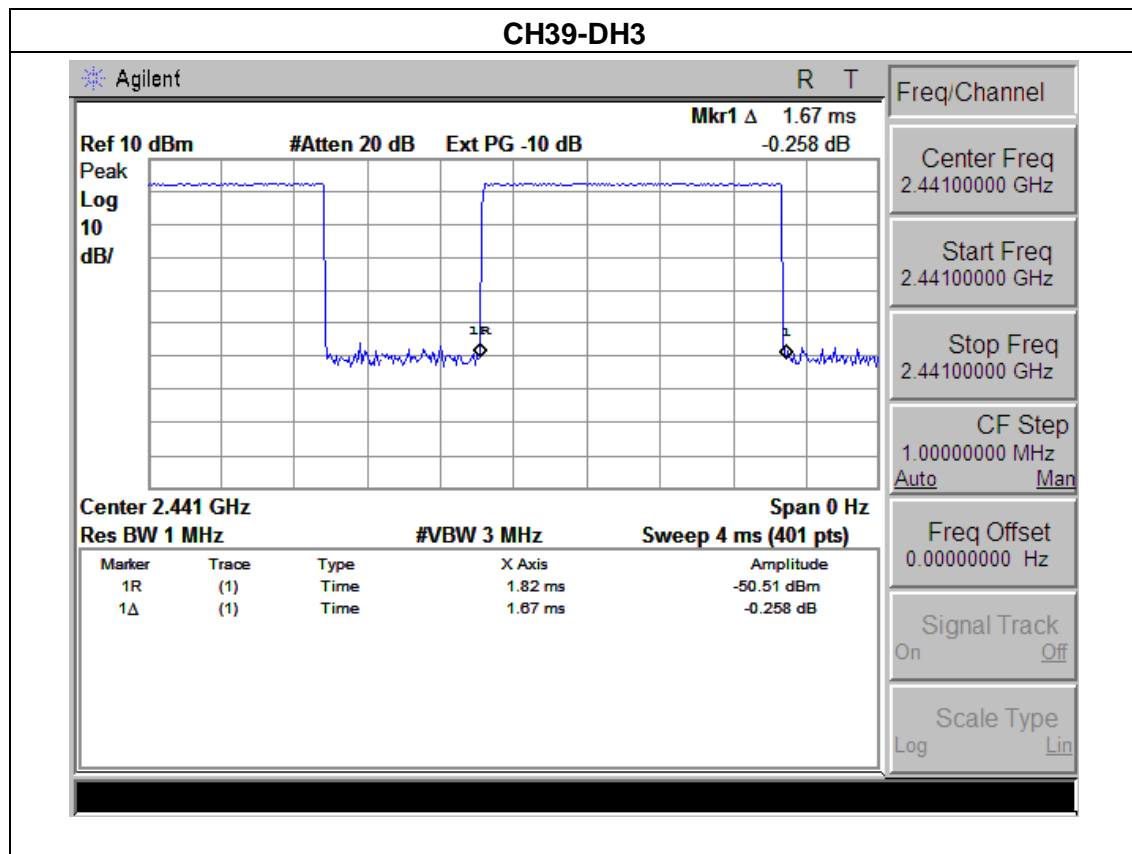 CH39-DH3
Agilent R T
Mkr1 Δ 1.67 ms
Ref 10 dBm #Atten 20 dB Ext PG -10 dB -0.258 dB
Peak
Log
10
dB/
1R
1
Center 2.441 GHz Span 0 Hz
Res BW 1 MHz #VBW 3 MHz Sweep 4 ms (401 pts)
Marker Trace Type X Axis Amplitude
1R (1) Time 1.82 ms -50.51 dBm
1Δ (1) Time 1.67 ms -0.258 dB
Freq/Channel
Center Freq
2.44100000 GHz
Start Freq
2.44100000 GHz
Stop Freq
2.44100000 GHz
CF Step
1.00000000 MHz
Auto Man
Freq Offset
0.00000000 Hz
Signal Track
On Off
Scale Type
Log Lin